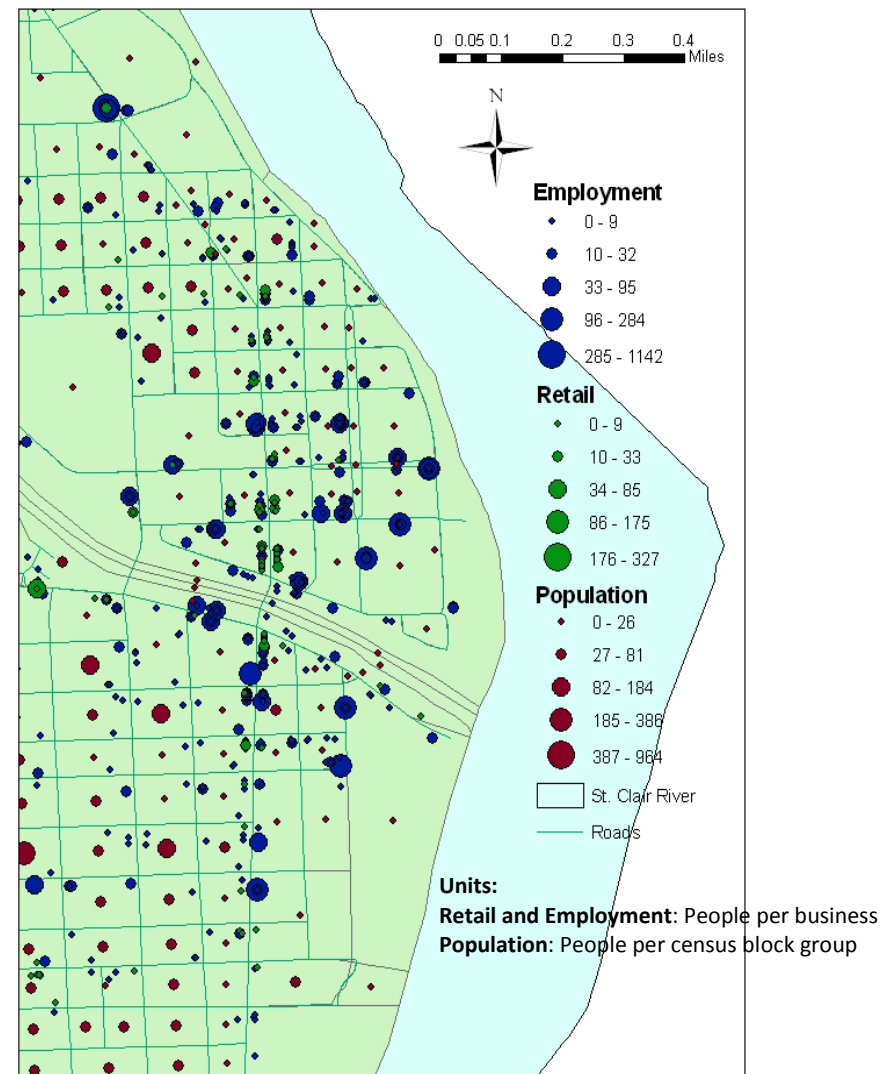 0 0.05 0.1 0.2 0.3 0.4
Miles
N
Employment
0 - 9
10 - 32
33 - 95
96 - 284
285 - 1142
Retail
0 - 9
10 - 33
34 - 85
86 - 175
176 - 327
Population
0 - 26
27 - 81
82 - 184
185 - 386
387 - 964
St. Clair River
Roads
Units:
Retail and Employment: People per business
Population: People per census block group